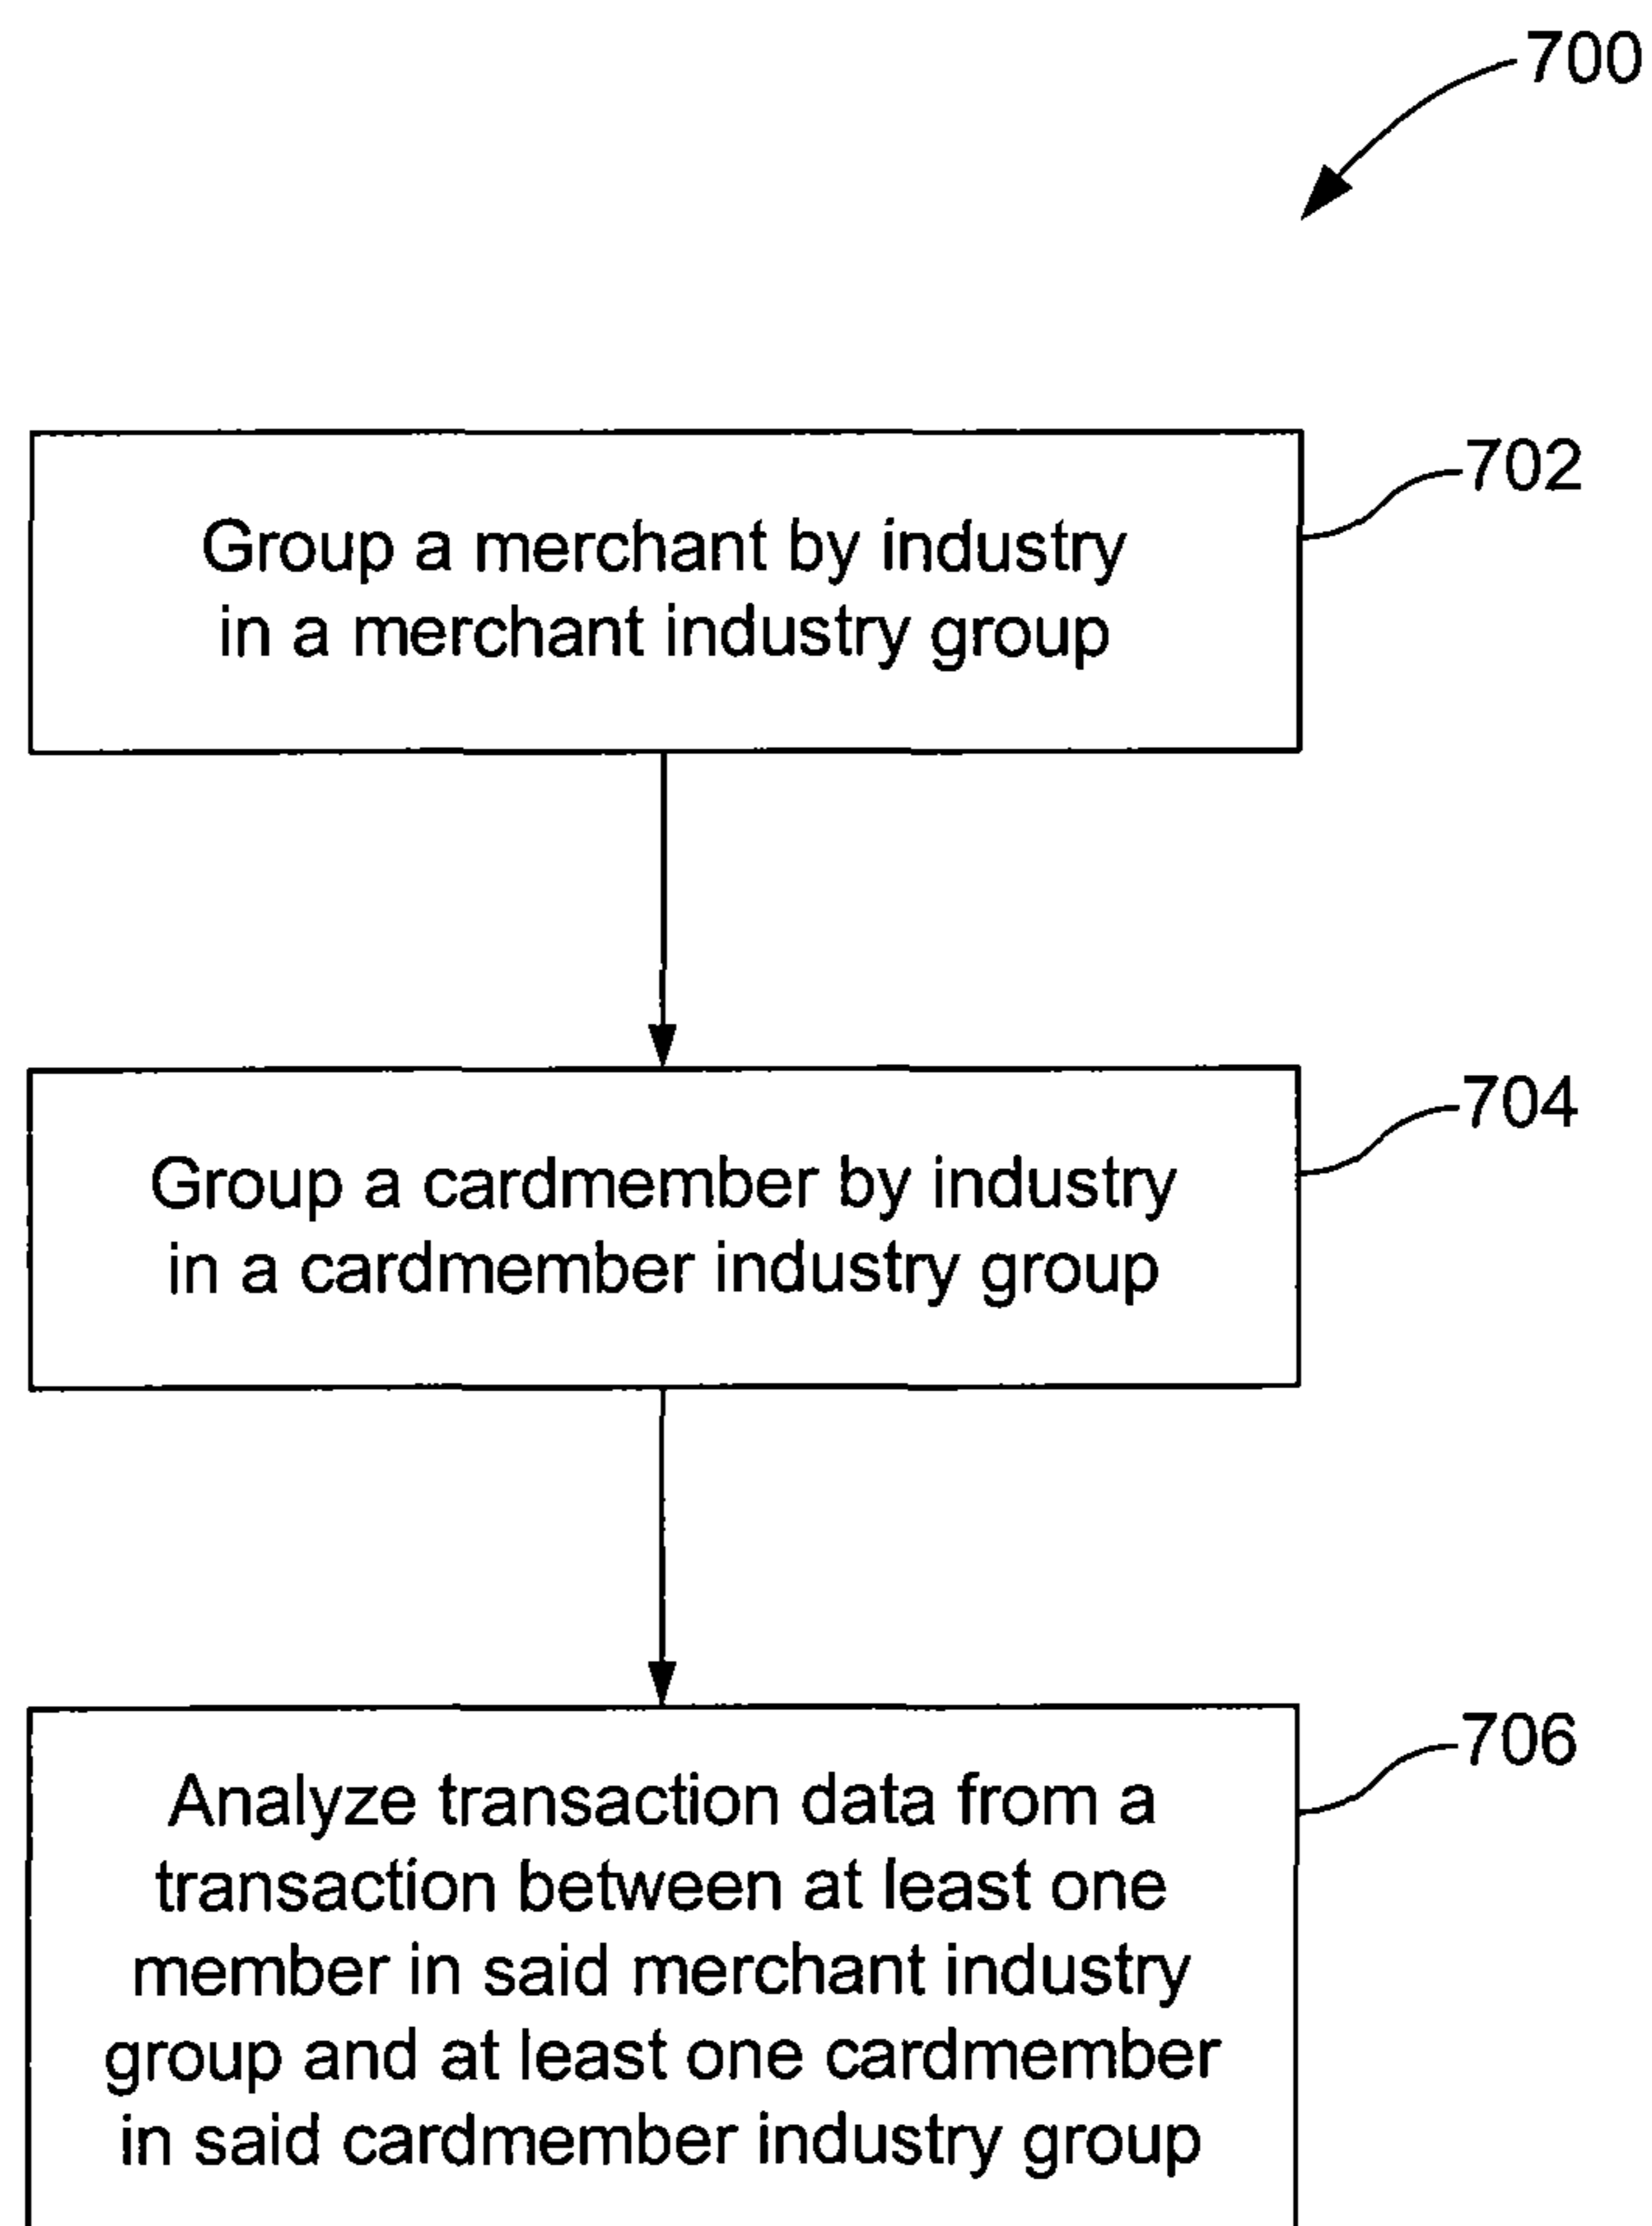 700
702
Group a merchant by industry
in a merchant industry group
704
Group a cardmember by industry
in a cardmember industry group
706
Analyze transaction data from a
transaction between at least one
member in said merchant industry
group and at least one cardmember
in said cardmember industry group